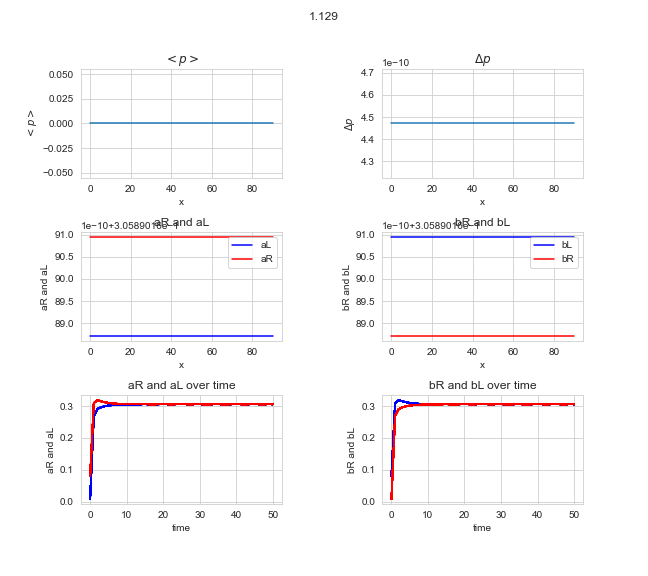 1.129
< p >
Δp
0.050
0.025
0.000
−0.025
−0.050
< p >
0 20 40 60 80
x
1e−10
4.7
4.6
4.5
4.4
4.3
Δp
0 20 40 60 80
x
aR and aL
1e−10+3.0589016e−1
91.0
90.5
90.0
89.5
89.0
aR and aL
aL
aR
0 20 40 60 80
x
bR and bL
1e−10+3.0589016e−1
91.0
90.5
90.0
89.5
89.0
bR and bL
bL
bR
0 20 40 60 80
x
aR and aL over time
0.3
0.2
0.1
0.0
aR and aL
0 10 20 30 40 50
time
bR and bL over time
0.3
0.2
0.1
0.0
bR and bL
0 10 20 30 40 50
time